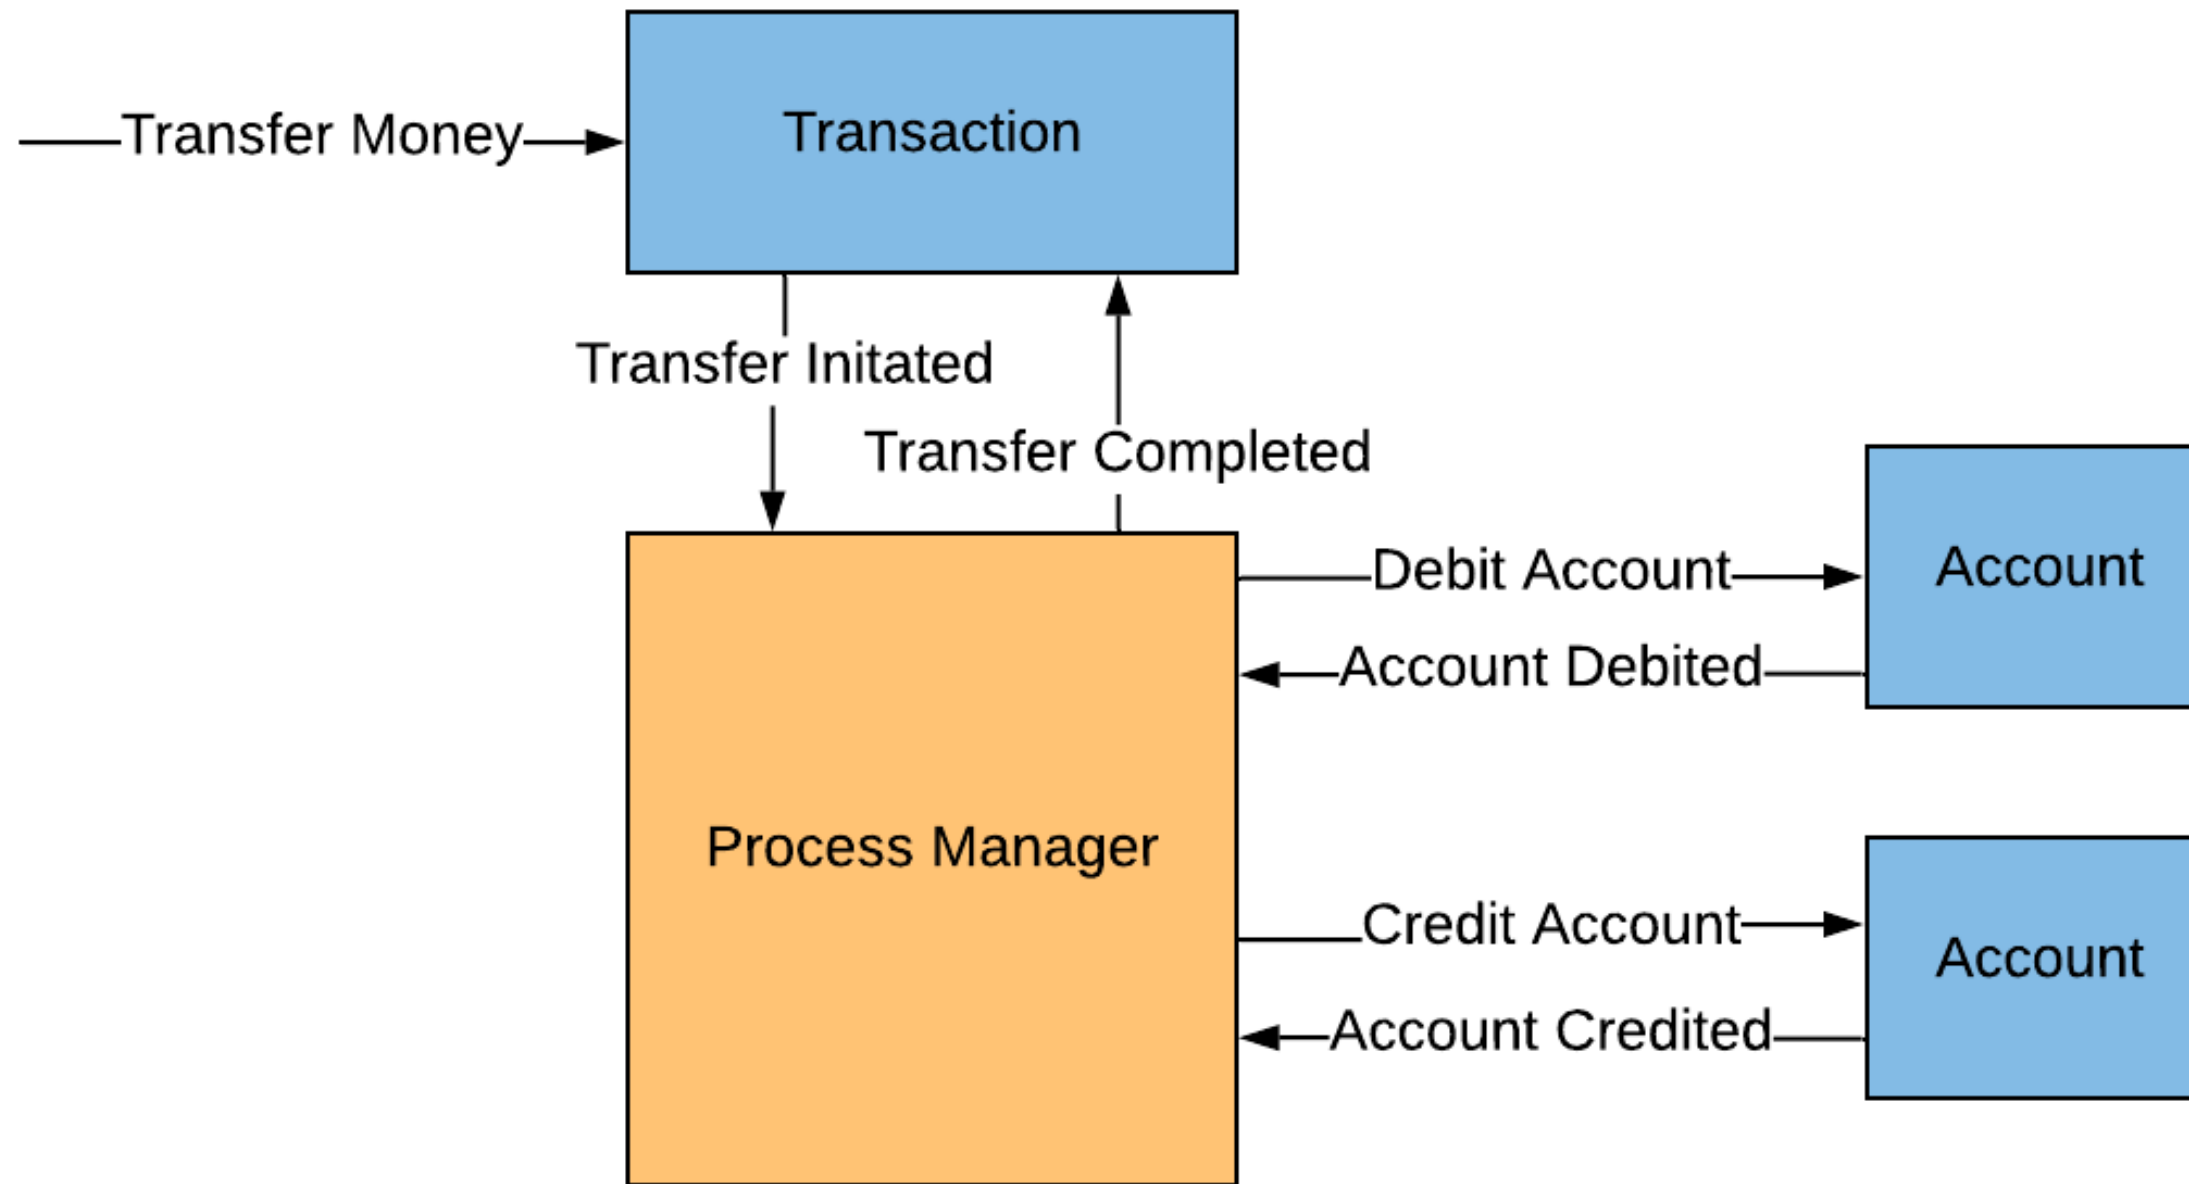 Transfer Money
Transaction
Transfer Initated
Transfer Completed
Debit Account
Account
Account Debited
Process Manager
Credit Account
Account
Account Credited